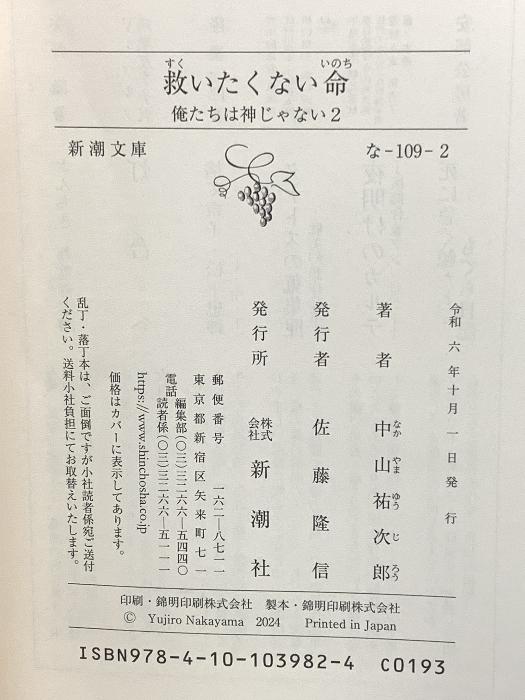 救いたくない命
すく いのち
俺たちは神じゃない2
新潮文庫 な-109-2
令和六年十月一日発行
著者 中山祐次郎
なか やま ゆう じ ろう
発行者 佐藤隆信
発行所 株式会社 新潮社
郵便番号 一六二-八七一一
東京都新宿区矢来町七一
電話 編集部(〇三)三二六六-五四四〇
読者係(〇三)三二六六-五一一一
https://www.shinchosha.co.jp
価格はカバーに表示してあります。
乱丁・落丁本は、ご面倒ですが小社読者係宛ご送付
ください。送料小社負担にてお取替えいたします。
印刷・錦明印刷株式会社 製本・錦明印刷株式会社
© Yujiro Nakayama 2024 Printed in Japan
ISBN978-4-10-103982-4 C0193